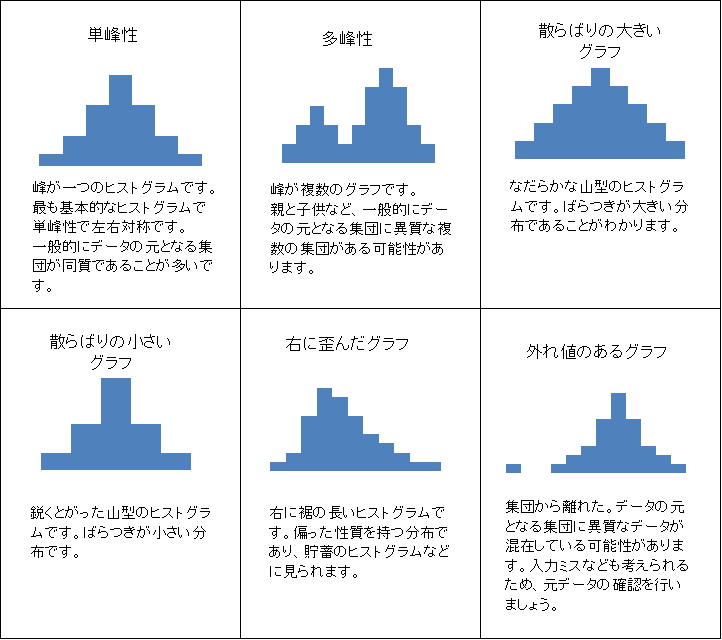 単峰性
峰が一つのヒストグラムです。
最も基本的なヒストグラムで
単峰性で左右対称です。
一般的にデータの元となる集
団が同質であることが多いで
す。
多峰性
峰が複数のグラフです。
親と子供など、一般的にデー
タの元となる集団に異質な複
数の集団がある可能性があ
ります。
散らばりの大きい
グラフ
なだらかな山型のヒストグラ
ムです。ばらつきが大きい分
布であることがわかります。
散らばりの小さい
グラフ
鋭くとがった山型のヒストグラ
ムです。ばらつきが小さい分
布です。
右に歪んだグラフ
右に裾の長いヒストグラムで
す。偏った性質を持つ分布で
あり、貯蓄のヒストグラムなど
に見られます。
外れ値のあるグラフ
集団から離れた。データの元
となる集団に異質なデータが
混在している可能性がありま
す。入力ミスなども考えられる
ため、元データの確認を行い
ましょう。